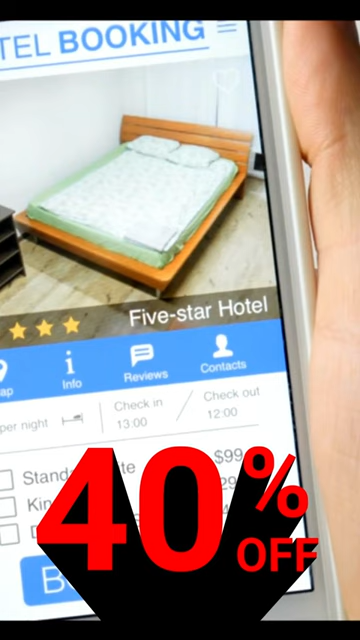 TEL BOOKING
Five-star Hotel
Info
Reviews
Contacts
per night
Check in
13:00
Check out
12:00
40%
OFF